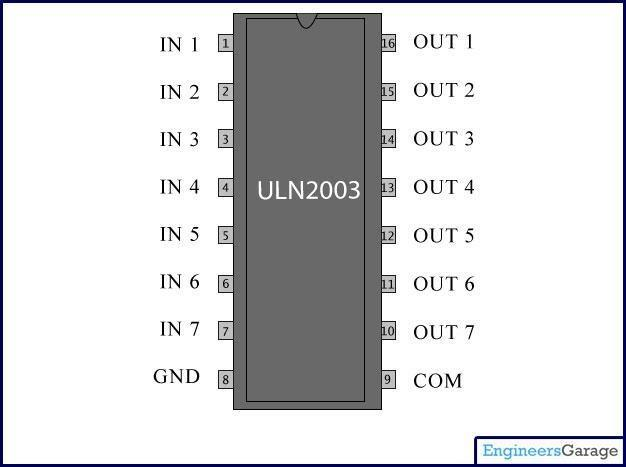 IN 1 1 16 OUT 1
IN 2 2 15 OUT 2
IN 3 3 14 OUT 3
IN 4 4 ULN2003 13 OUT 4
IN 5 5 12 OUT 5
IN 6 6 11 OUT 6
IN 7 7 10 OUT 7
GND 8 9 COM
EngineersGarage